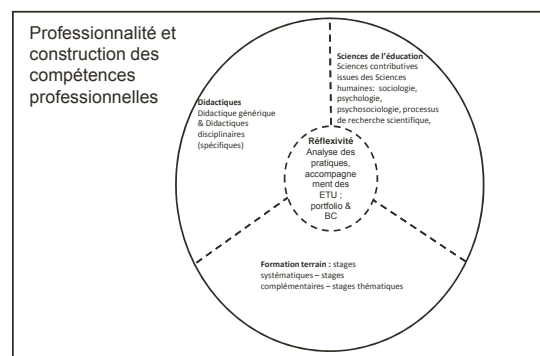 Professionnalité et
construction des
compétences
professionnelles
Sciences de l'éducation
Sciences contributives
issues des Sciences
humaines: sociologie,
psychologie,
psychosociologie, processus
de recherche scientifique,
Didactiques
Didactique générique
& Didactiques
disciplinaires
(spécifiques)
Réflexivité
Analyse des
pratiques,
accompagne
ment des
ETU ;
portfolio &
BC
Formation terrain : stages
systématiques – stages
complémentaires – stages thématiques